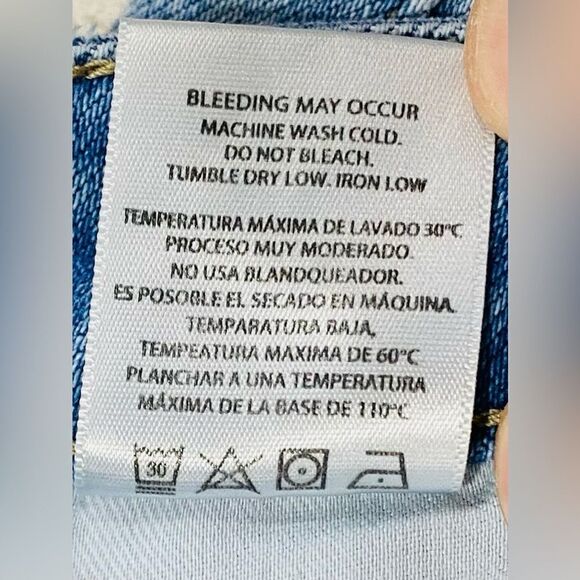 BLEEDING MAY OCCUR
MACHINE WASH COLD.
DO NOT BLEACH.
TUMBLE DRY LOW. IRON LOW
TEMPERATURA MÁXIMA DE LAVADO 30°C
PROCESO MUY MODERADO.
NO USA BLANDQUEADOR.
ES POSOBLE EL SECADO EN MÁQUINA.
TEMPARATURA BAJA,
TEMPEATURA MAXIMA DE 60°C
PLANCHAR A UNA TEMPERATURA
MÁXIMA DE LA BASE DE 110°C
30